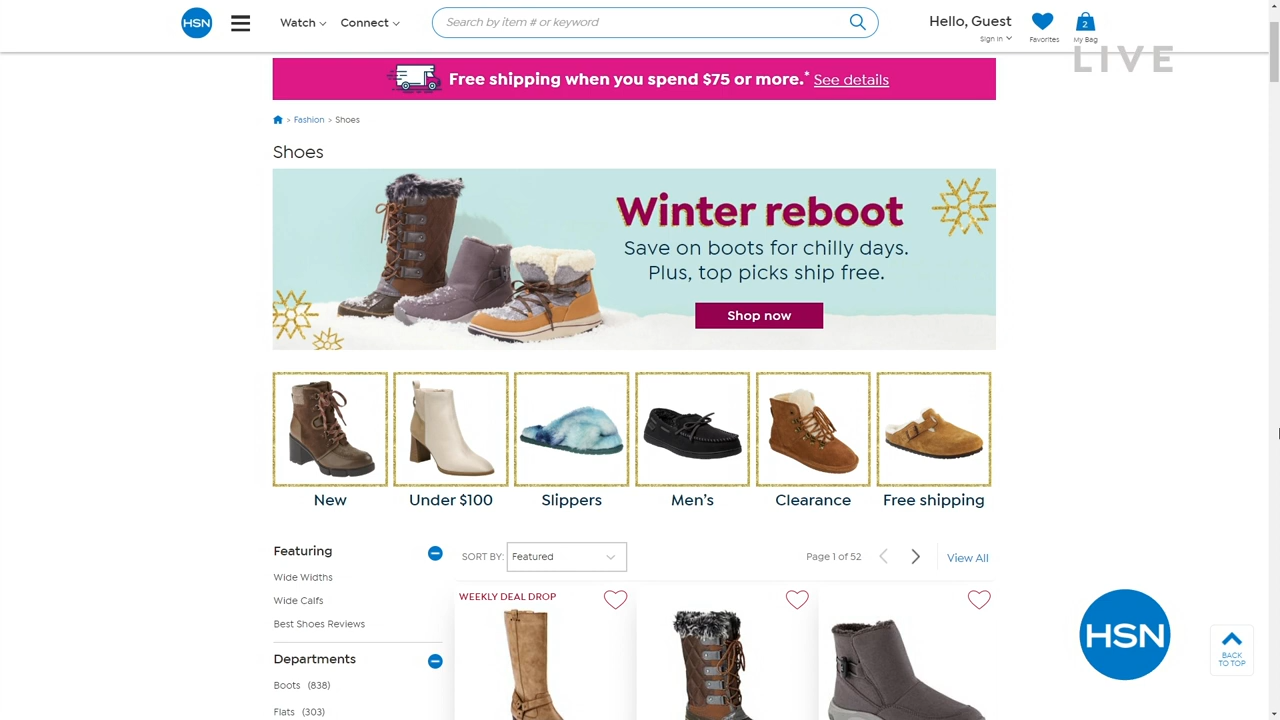 HSN
Watch
Connect
Search by item # or keyword
Hello, Guest
Sign in
Favorites
2
My Bag
LIVE
Free shipping when you spend $75 or more.* See details
> Fashion > Shoes
Shoes
Winter reboot
Save on boots for chilly days.
Plus, top picks ship free.
Shop now
New
Under $100
Slippers
Men's
Clearance
Free shipping
Featuring
Wide Widths
Wide Calfs
Best Shoes Reviews
Departments
Boots (838)
Flats (303)
SORT BY: Featured
Page 1 of 52
View All
WEEKLY DEAL DROP
HSN
BACK
TO TOP